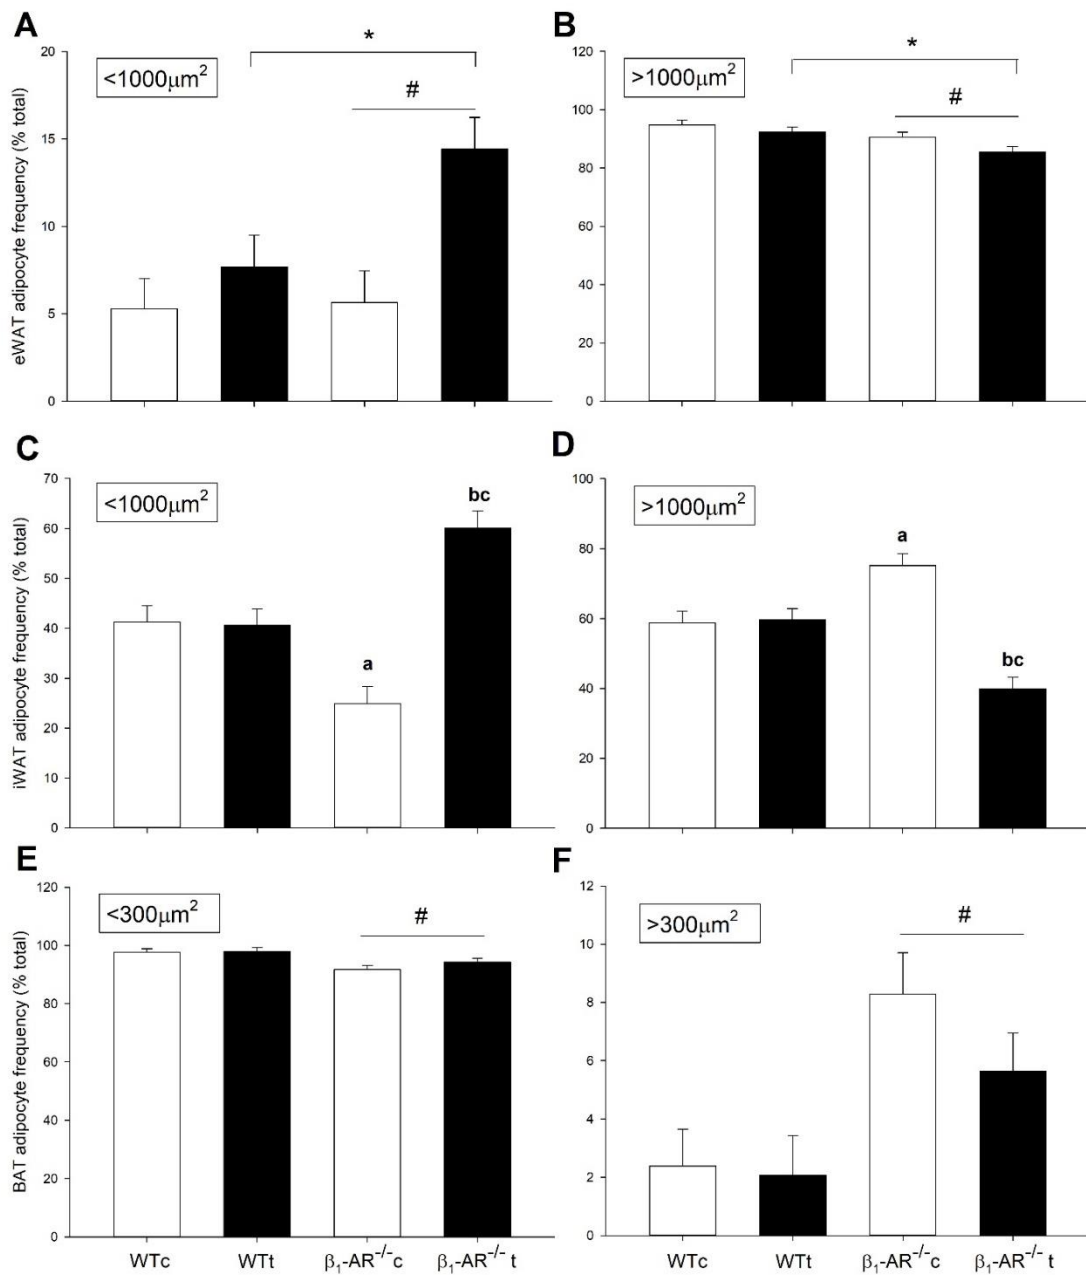 A
B
20
15
10
5
0
<1000μm²
*
#
eWAT adipocyte frequency (% total)
120
100
80
60
40
20
0
>1000μm²
*
#
C
D
70
60
50
40
30
20
10
0
<1000μm²
a
bc
iWAT adipocyte frequency (% total)
100
80
60
40
20
0
>1000μm²
a
bc
E
F
120
100
80
60
40
20
0
<300μm²
#
BAT adipocyte frequency (% total)
WTc WTt β₁-AR⁻/⁻c β₁-AR⁻/⁻ t
12
10
8
6
4
2
0
>300μm²
#
WTc WTt β₁-AR⁻/⁻c β₁-AR⁻/⁻ t